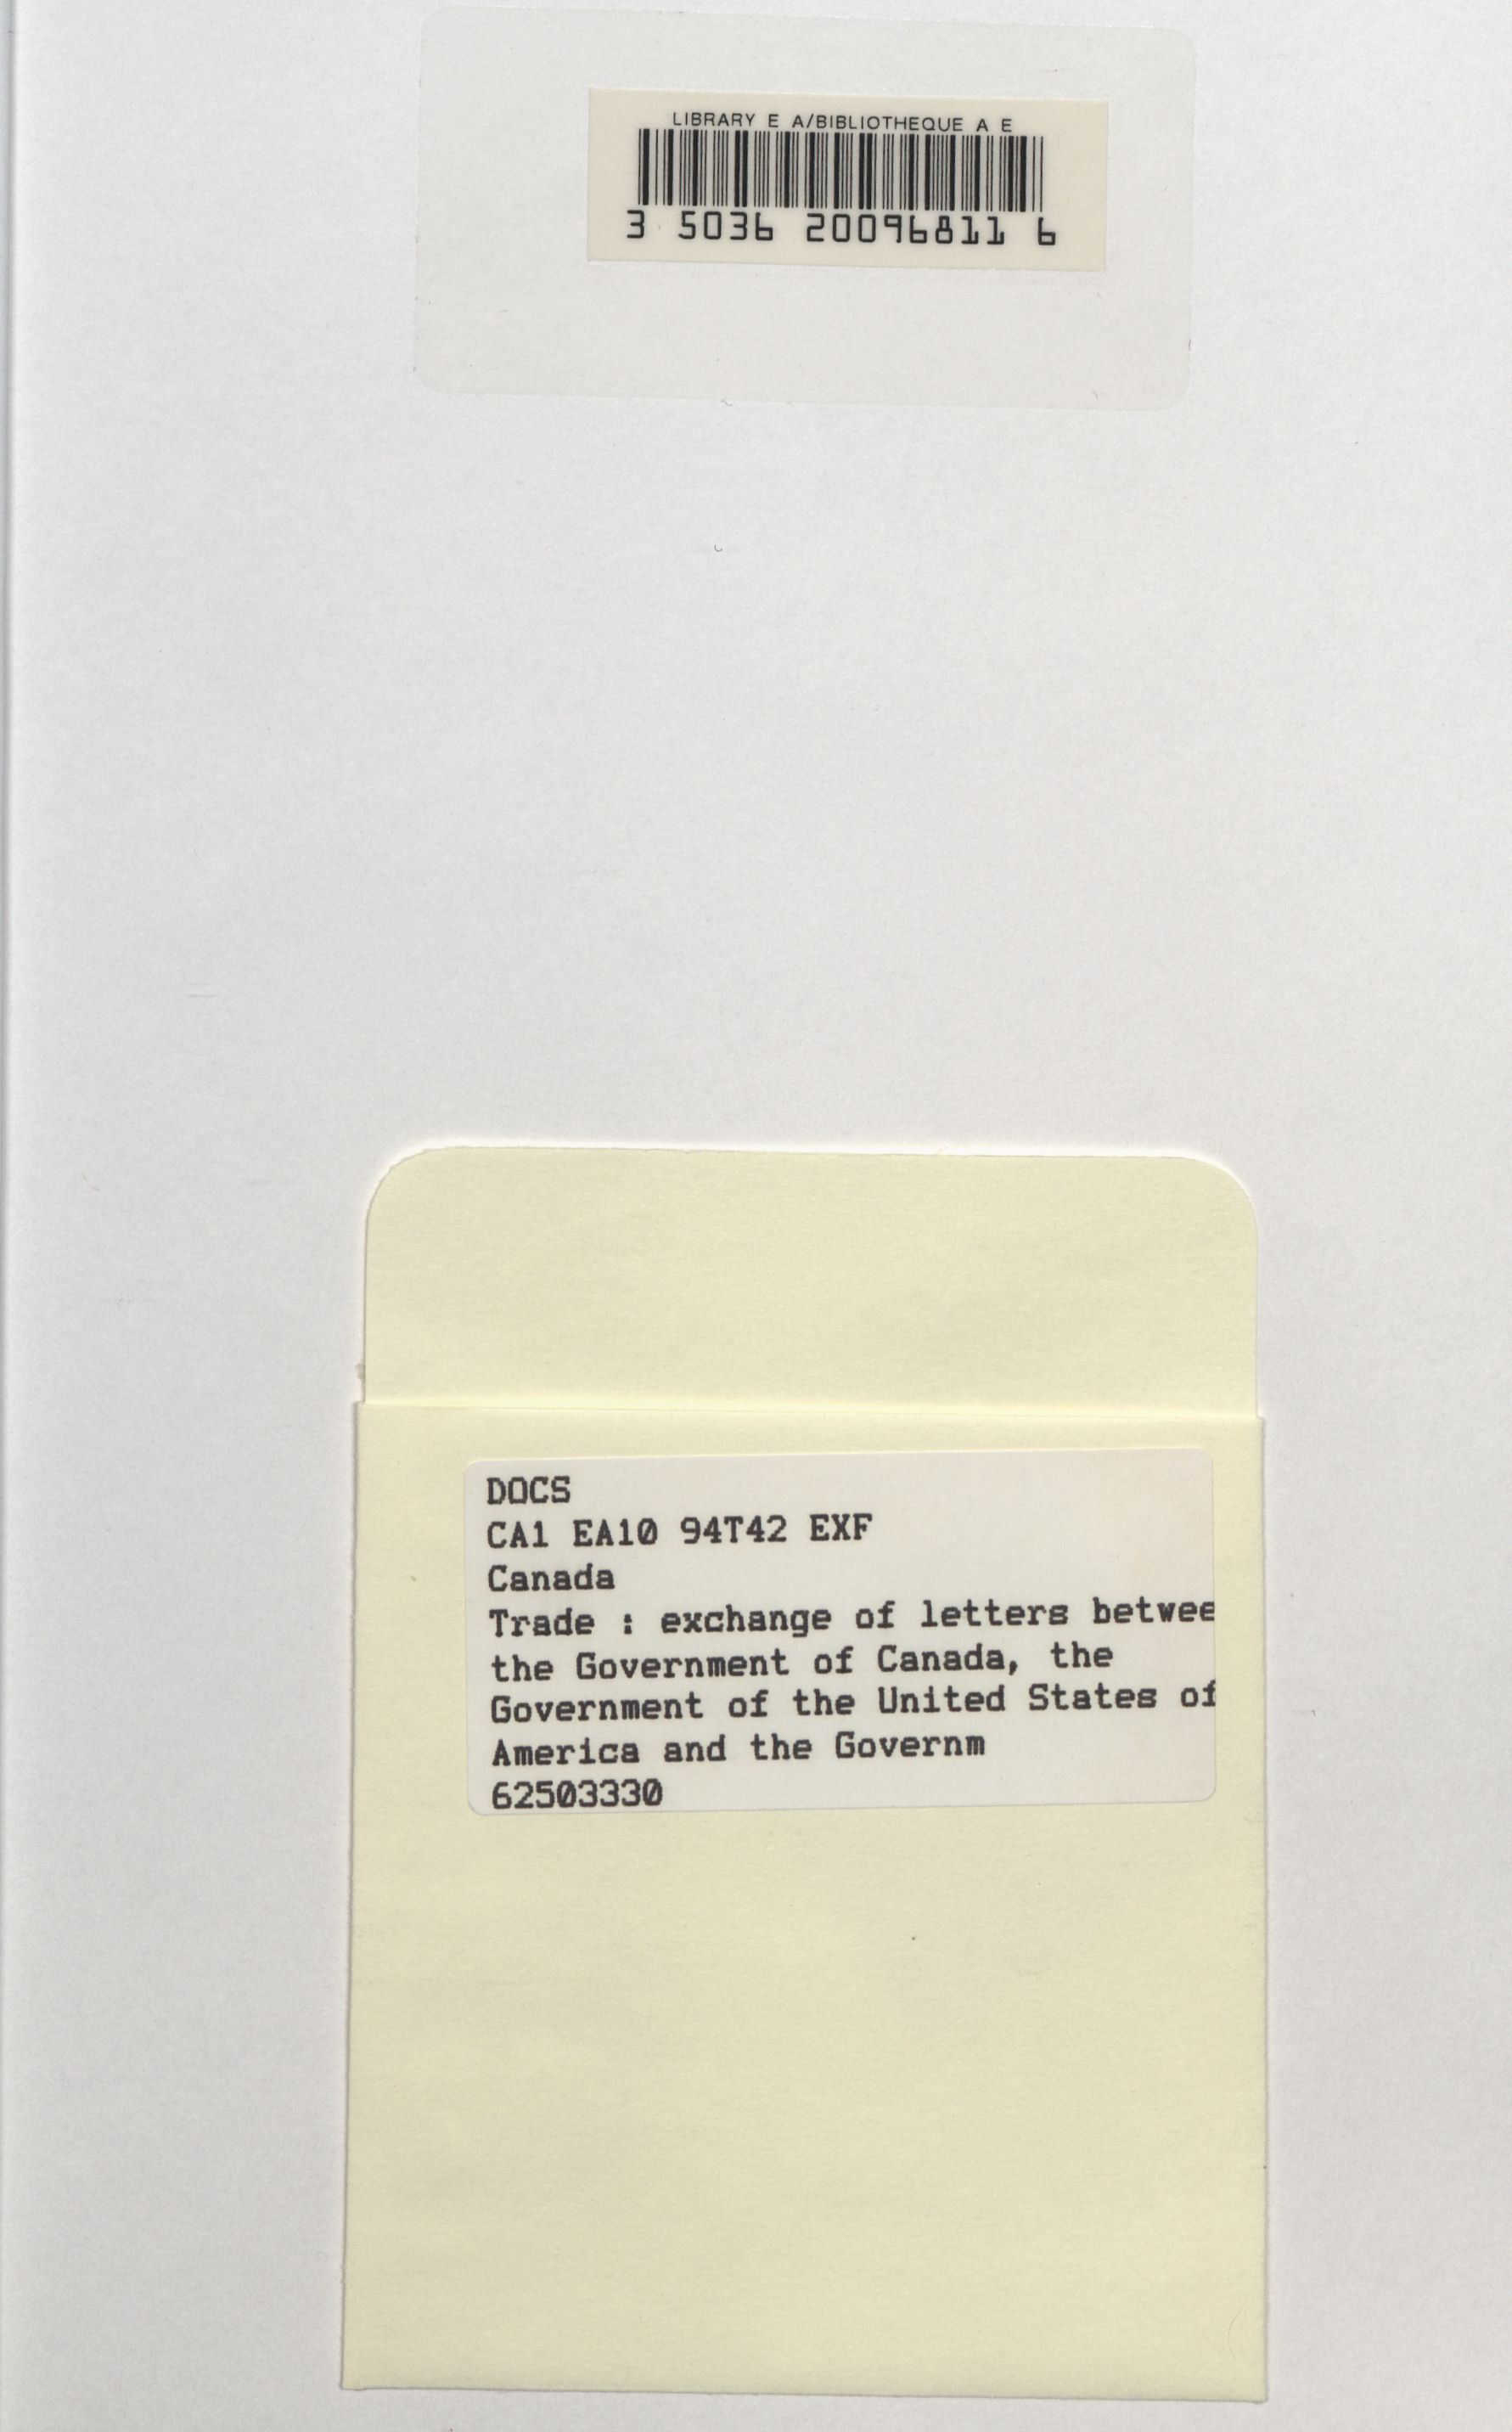 LIBRARY E A/BIBLIOTHEQUE A E
3 5036 20096811 6
DOCS
CA1 EA10 94T42 EXF
Canada
Trade : exchange of letters betwee
the Government of Canada, the
Government of the United States of
America and the Governm
62503330